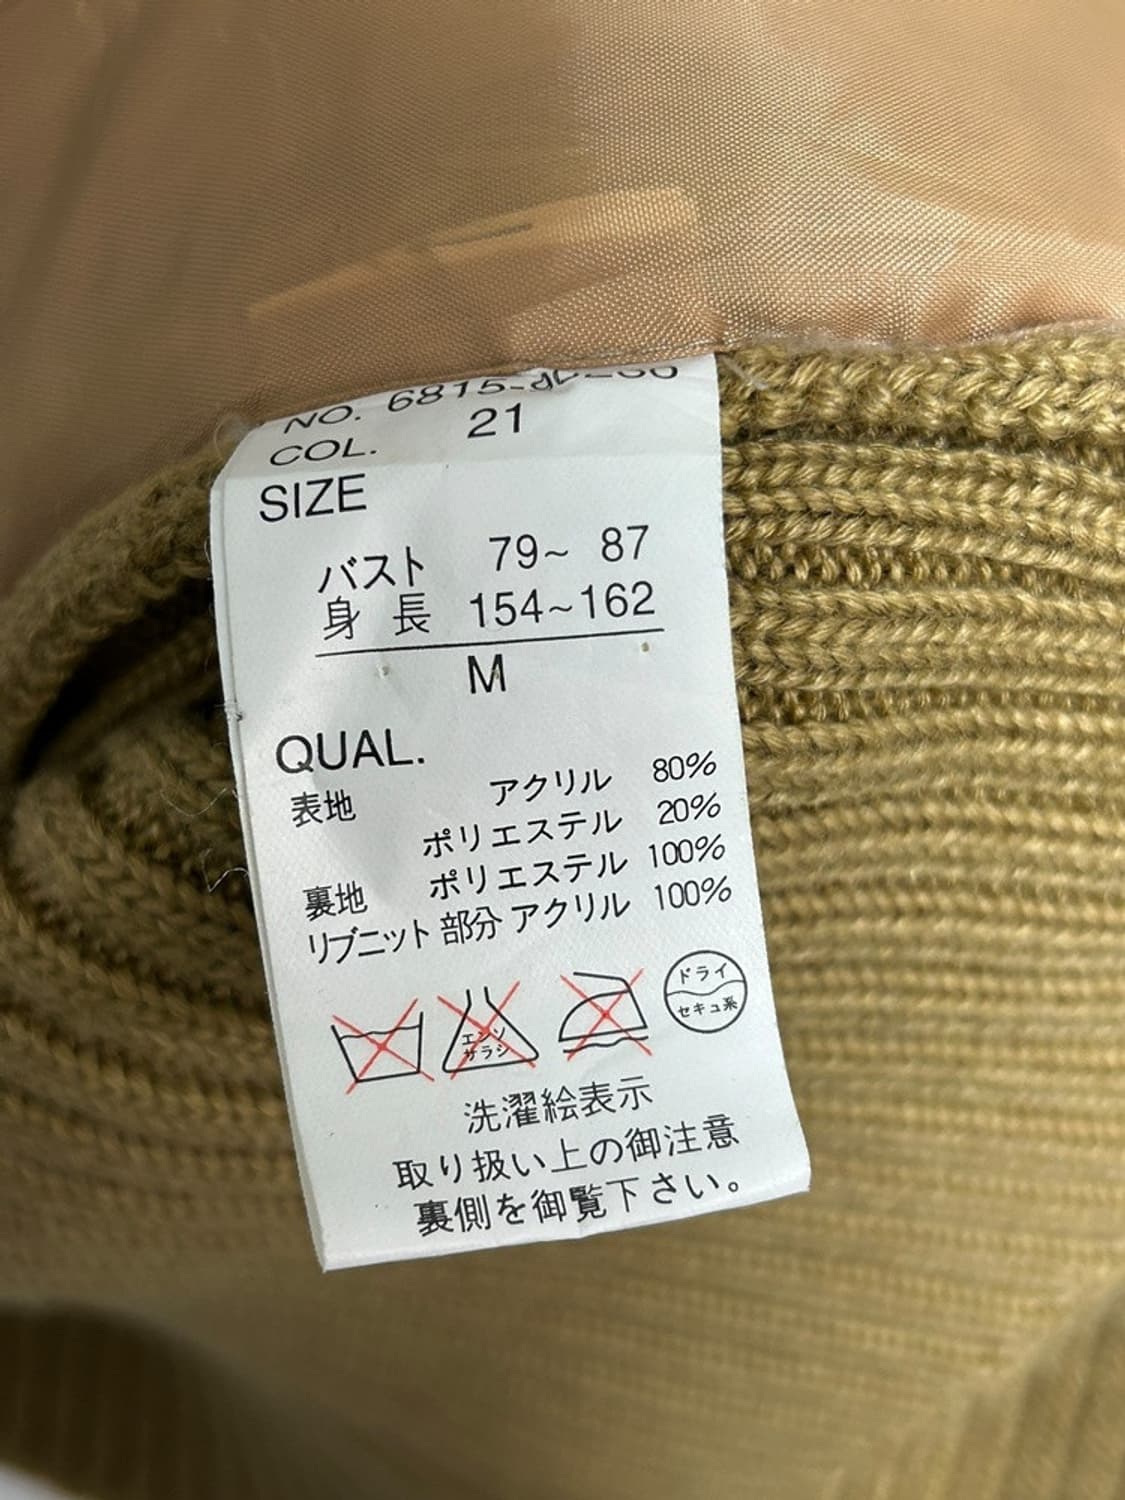 NO. 6815-
COL. 21
SIZE
バスト 79~ 87
身 長 154~162
M
QUAL.
表地 アクリル 80%
ポリエステル 20%
裏地 ポリエステル 100%
リブニット部分 アクリル 100%
エンソ
サラシ
ドライ
セキュ系
洗濯絵表示
取り扱い上の御注意
裏側を御覧下さい。